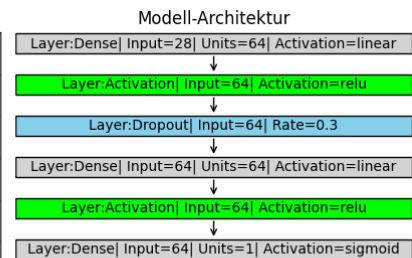 Modell-Architektur
Layer:Dense| Input=28| Units=64| Activation=linear
Layer:Activation| Input=64| Activation=relu
Layer:Dropout| Input=64| Rate=0.3
Layer:Dense| Input=64| Units=64| Activation=linear
Layer:Activation| Input=64| Activation=relu
Layer:Dense| Input=64| Units=1| Activation=sigmoid